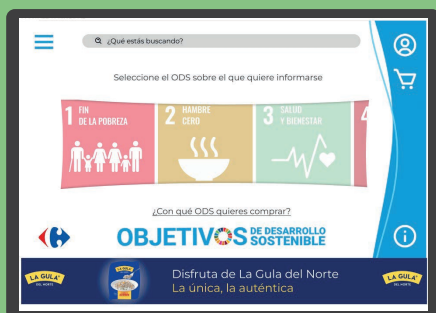 ¿Qué estás buscando?
Seleccione el ODS sobre el que quiere informarse
1 FIN
DE LA POBREZA
2 HAMBRE
CERO
3 SALUD
Y BIENESTAR
4
¿Con qué ODS quieres comprar?
OBJETIVOS DE DESARROLLO
SOSTENIBLE
LA GULA
DEL NORTE
LA GULA
Disfruta de La Gula del Norte
La única, la auténtica
LA GULA
DEL NORTE